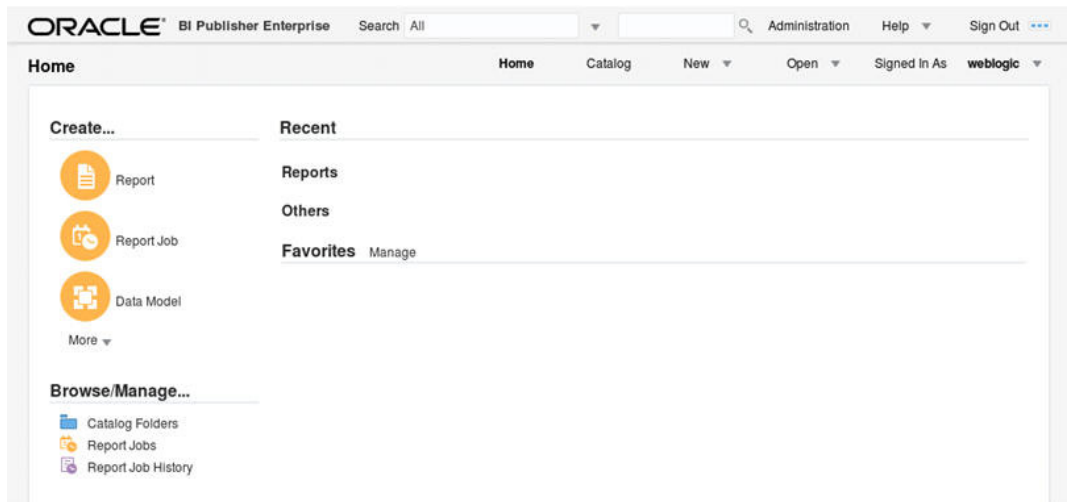 ORACLE® BI Publisher Enterprise Search All Administration Help Sign Out
Home Home Catalog New Open Signed In As weblogic
Create...
Report
Report Job
Data Model
More
Browse/Manage...
Catalog Folders
Report Jobs
Report Job History
Recent
Reports
Others
Favorites Manage